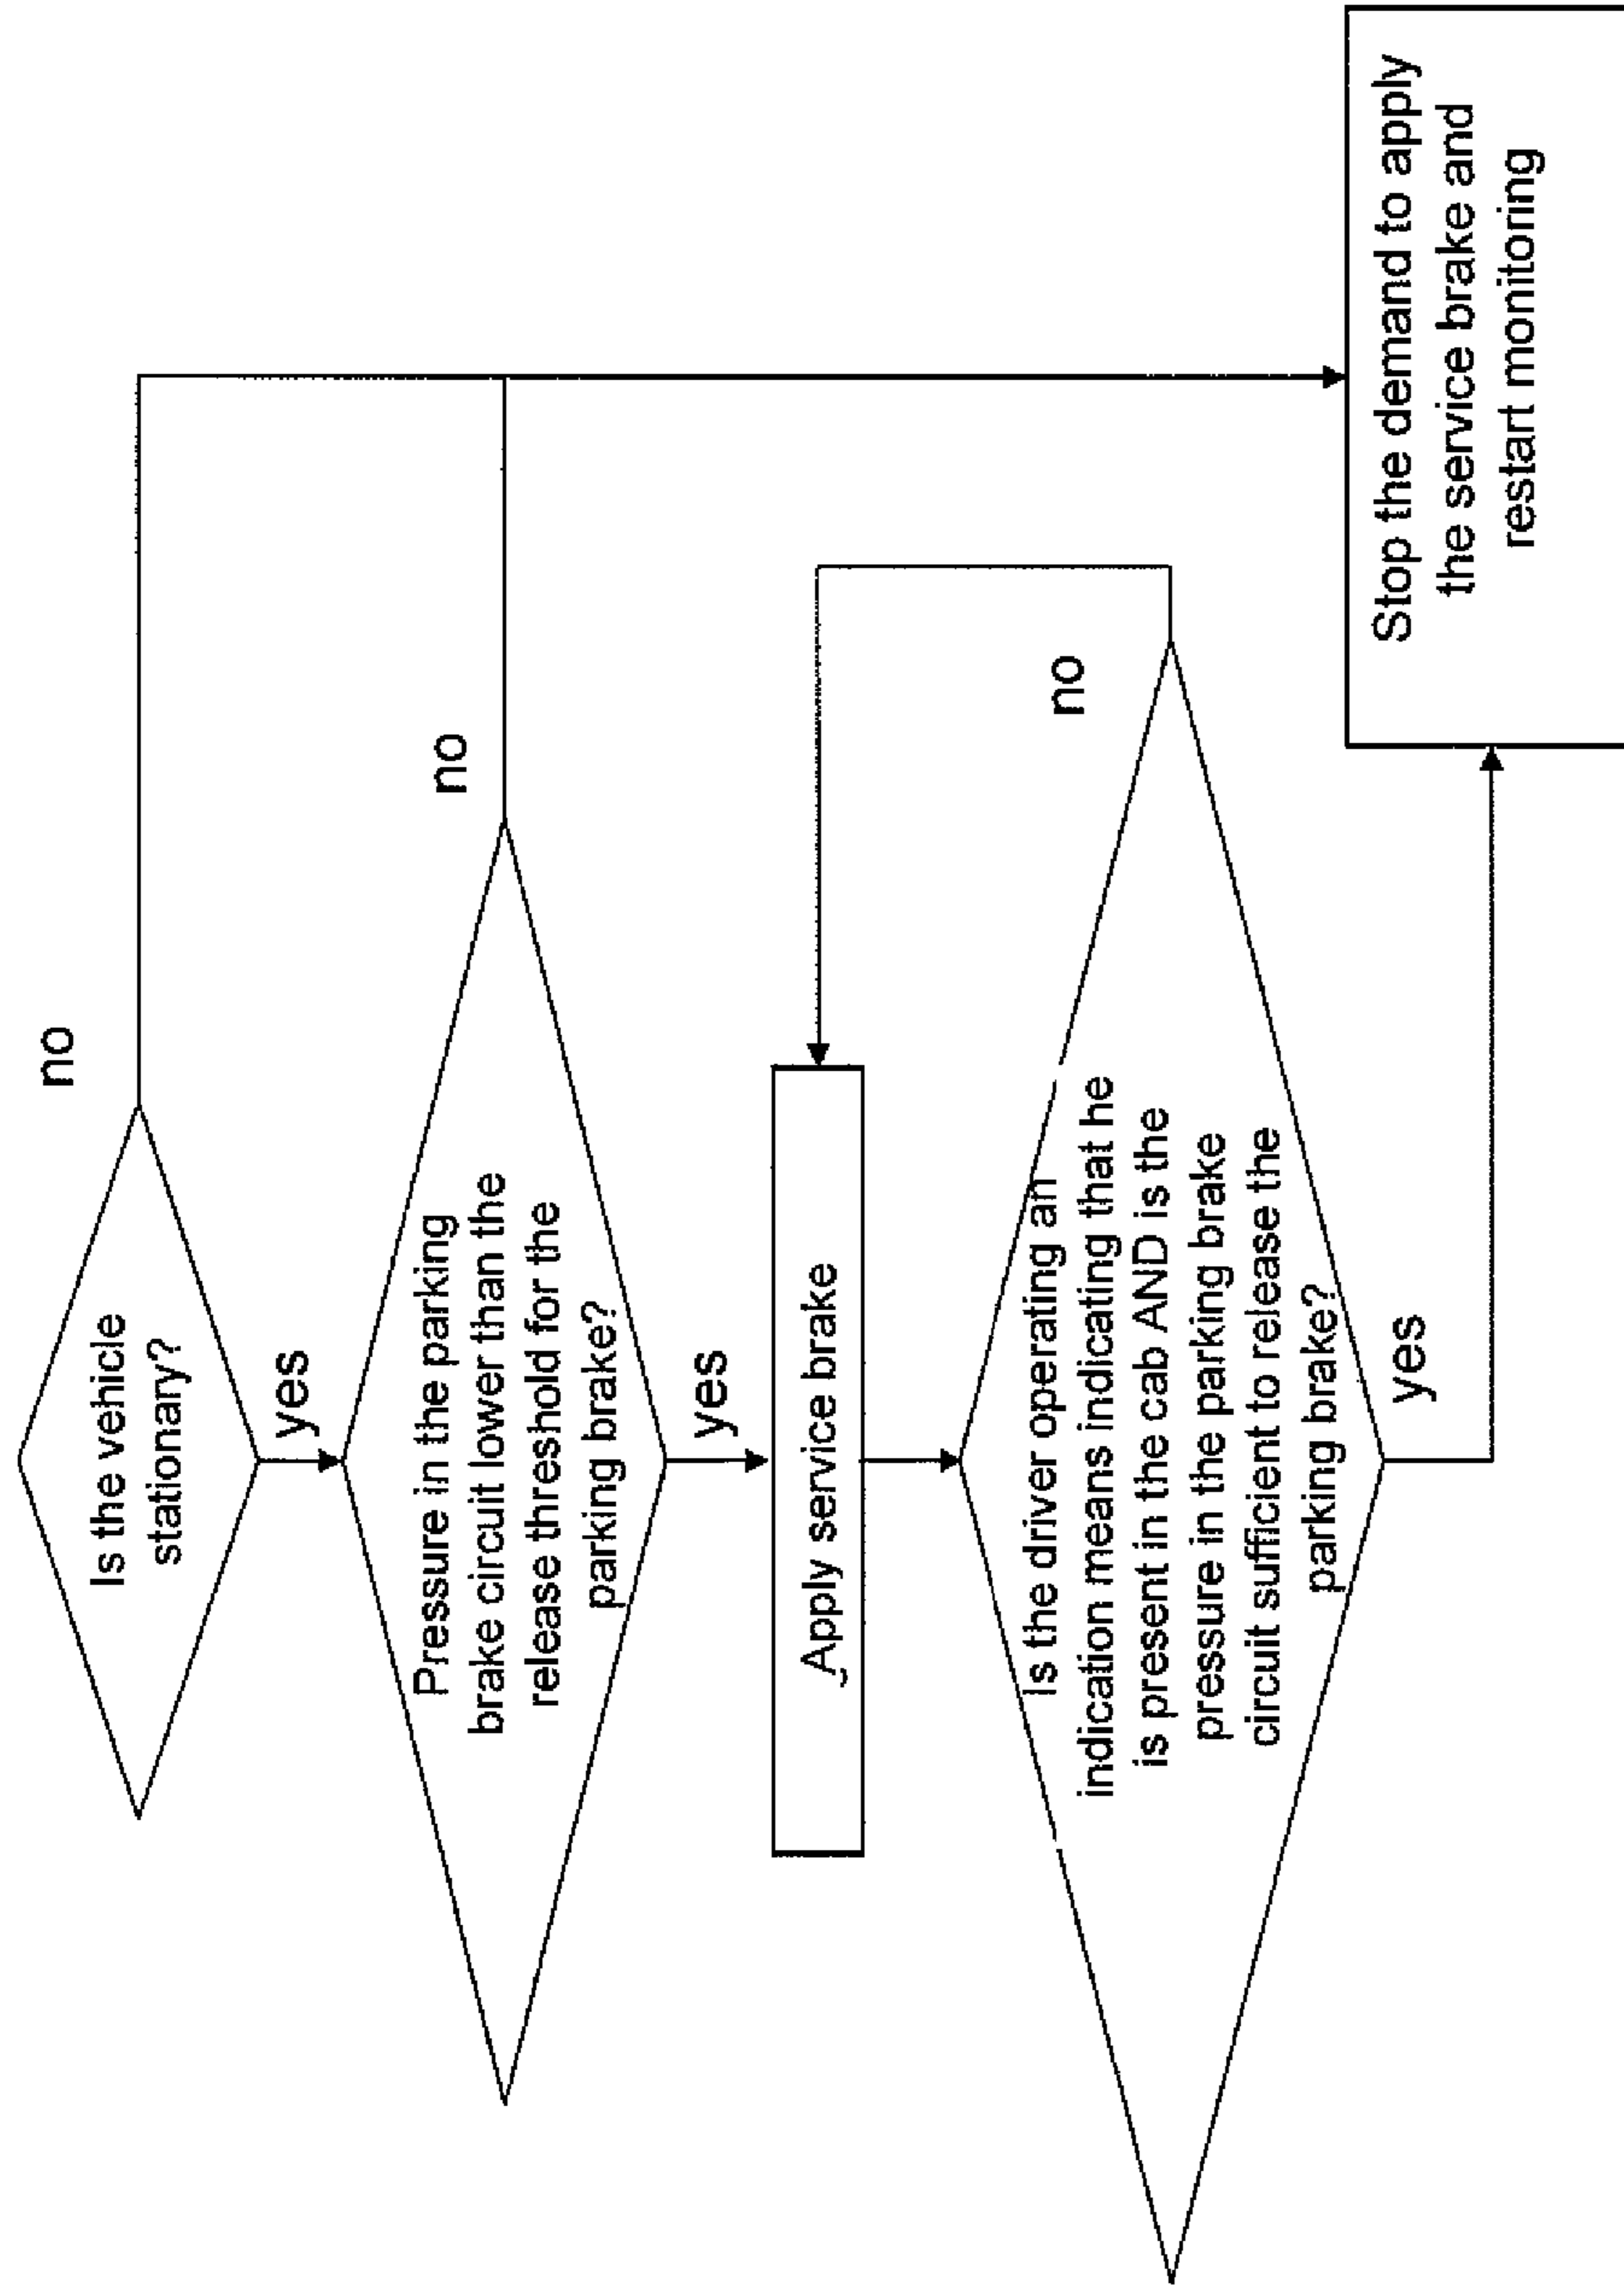 Is the vehicle
stationary?
no
yes
Pressure in the parking
brake circuit lower than the
release threshold for the
parking brake?
no
yes
Apply service brake
Is the driver operating an
indication means indicating that he
is present in the cab AND is the
pressure in the parking brake
circuit sufficient to release the
parking brake?
no
yes
Stop the demand to apply
the service brake and
restart monitoring